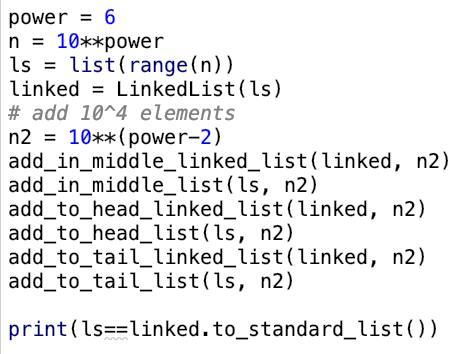 power = 6
n = 10**power
ls = list(range(n))
linked = LinkedList(ls)
# add 10^4 elements
n2 = 10**(power-2)
add_in_middle_linked_list(linked, n2)
add_in_middle_list(ls, n2)
add_to_head_linked_list(linked, n2)
add_to_head_list(ls, n2)
add_to_tail_linked_list(linked, n2)
add_to_tail_list(ls, n2)
print(ls==linked.to_standard_list())